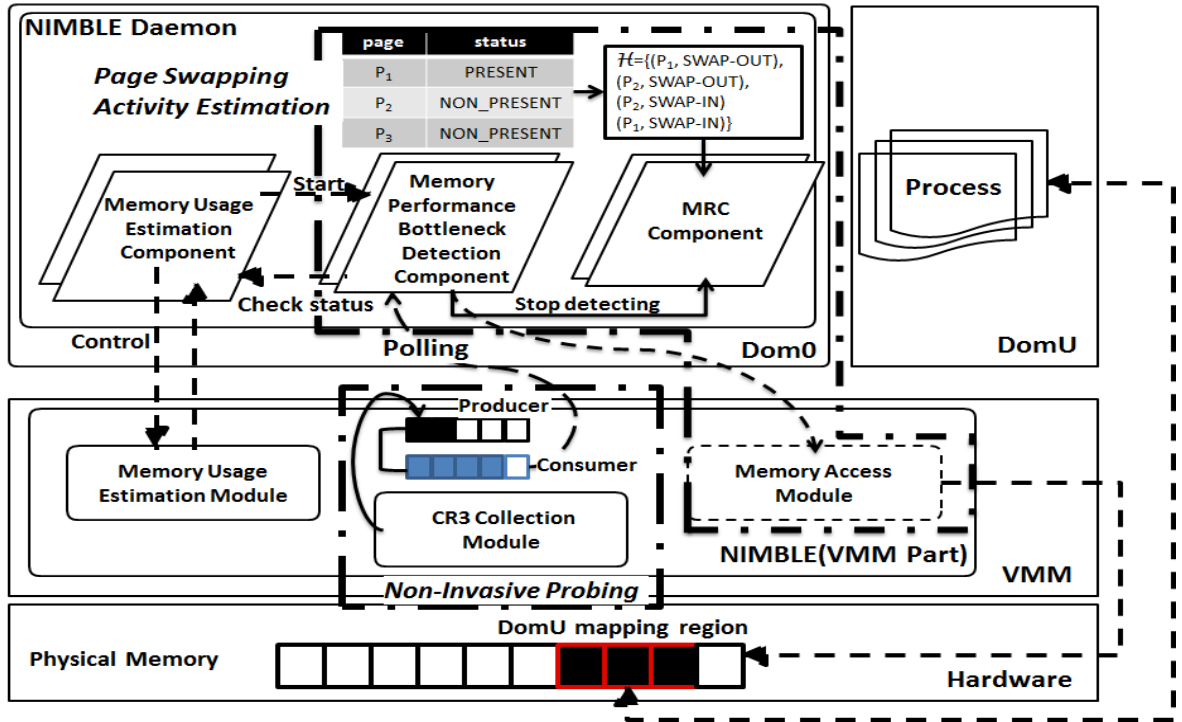 NIMBLE Daemon
Page Swapping
Activity Estimation
page status
P1 PRESENT
P2 NON_PRESENT
P3 NON_PRESENT
ℋ={(P1, SWAP-OUT),
(P2, SWAP-OUT),
(P2, SWAP-IN)
(P1, SWAP-IN)}
Memory Usage
Estimation
Component
Start
Memory
Performance
Bottleneck
Detection
Component
MRC
Component
Check status
Stop detecting
Control
Polling
Dom0
Process
DomU
Producer
Consumer
Memory Usage
Estimation Module
CR3 Collection
Module
Memory Access
Module
NIMBLE(VMM Part)
VMM
Non-Invasive Probing
DomU mapping region
Physical Memory
Hardware